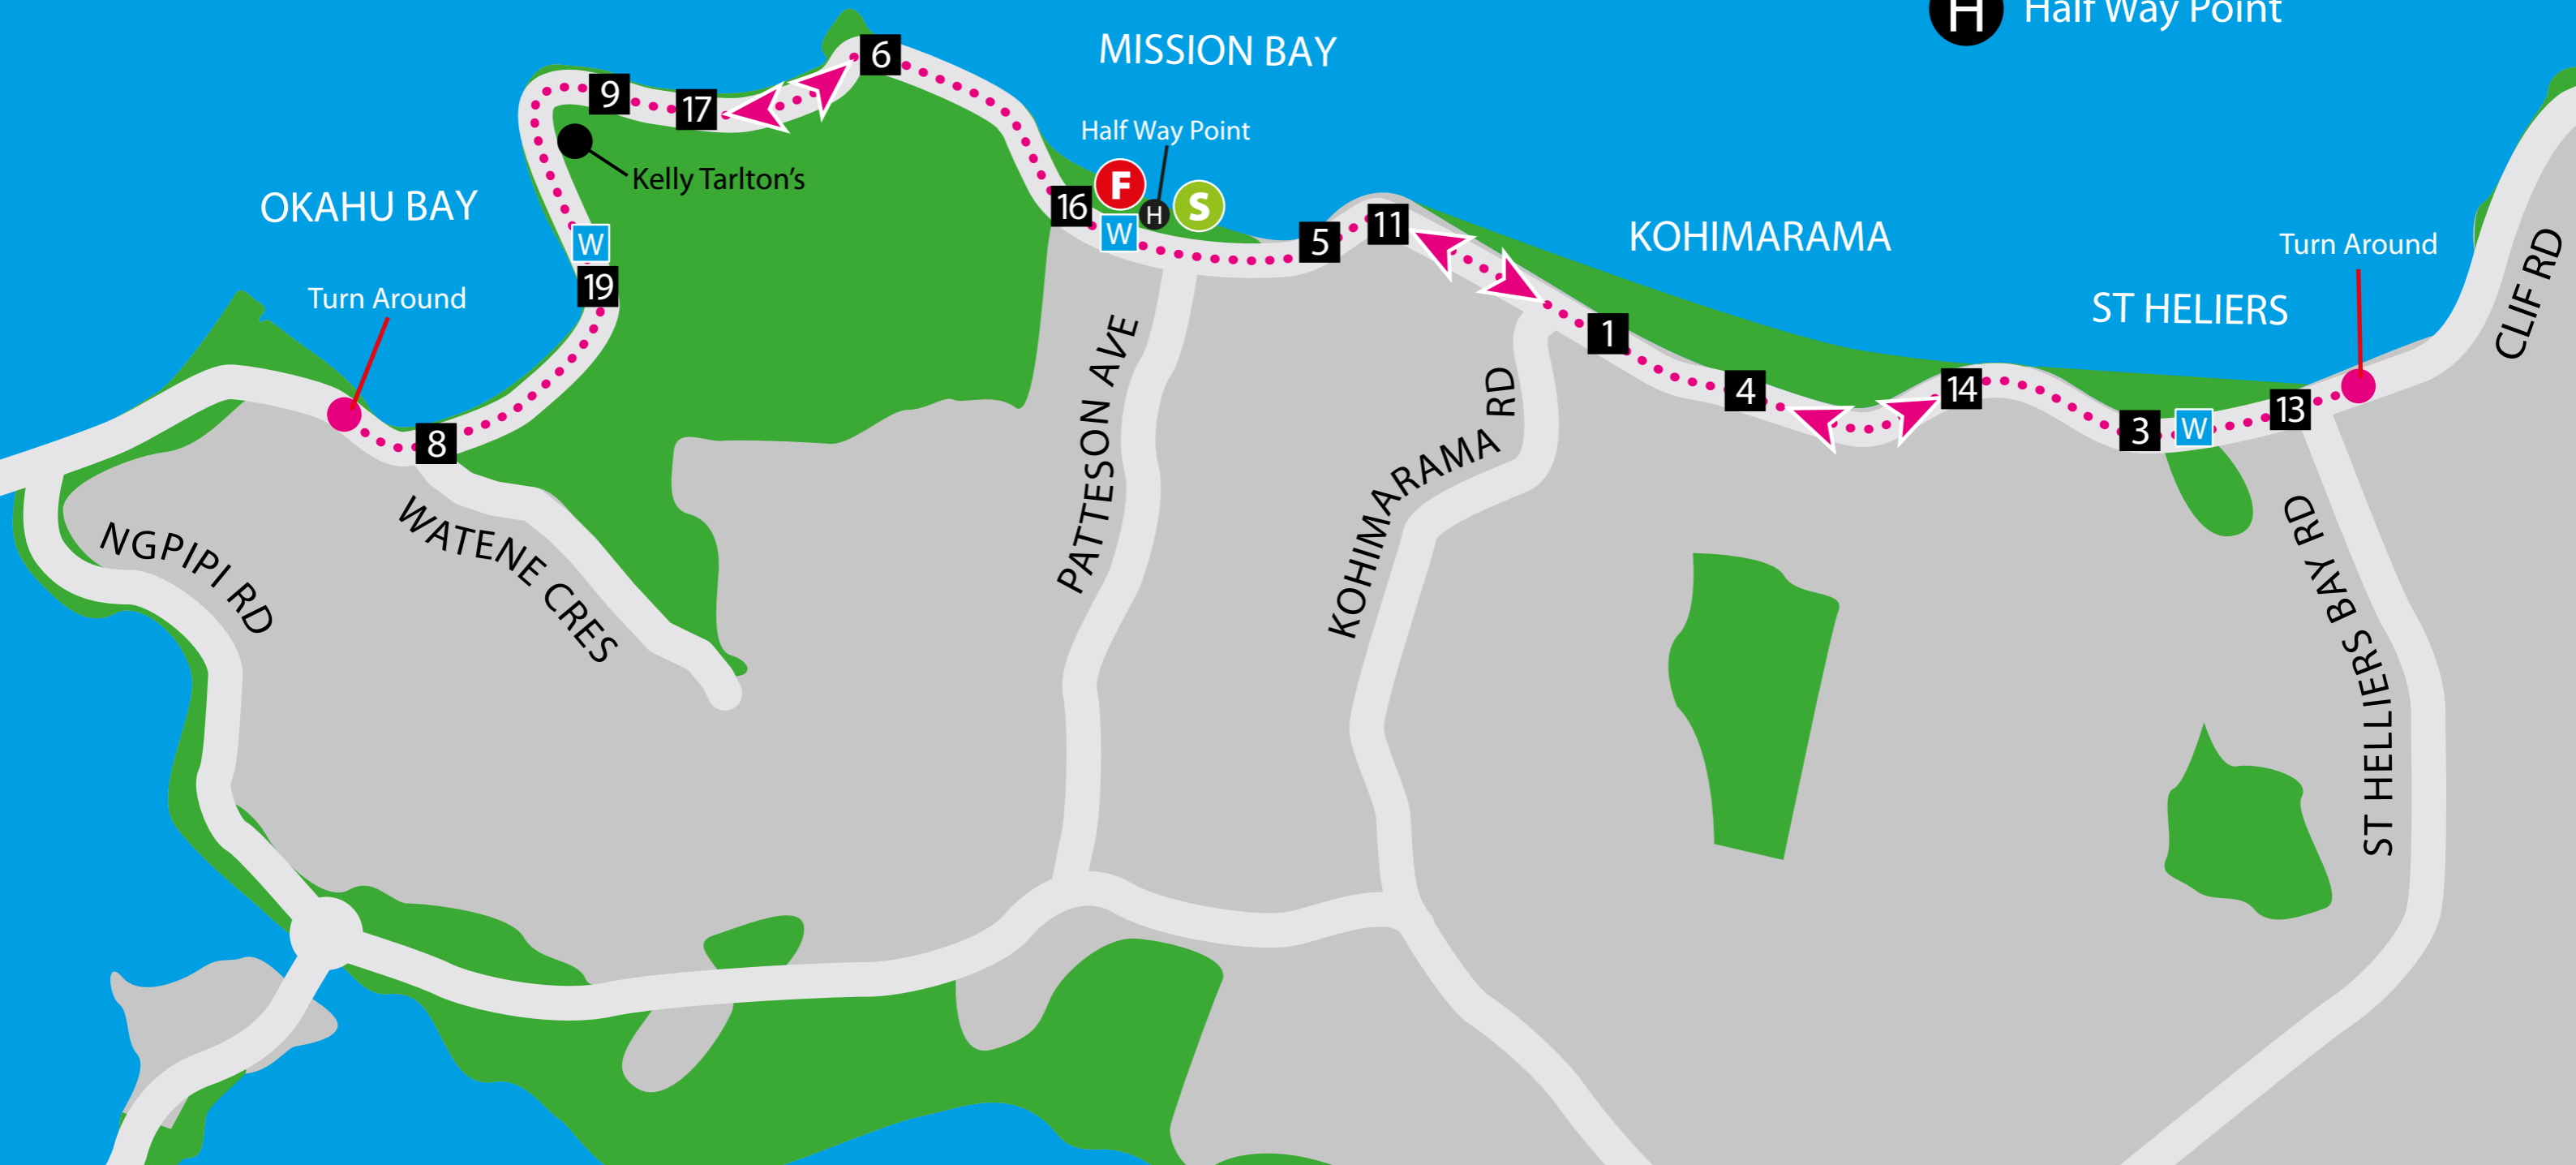 H Half Way Point
MISSION BAY
6
9
17
Half Way Point
Kelly Tarlton's
OKAHU BAY
16
F
H
S
W
5
11
KOHIMARAMA
Turn Around
CLIF RD
W
19
Turn Around
ST HELIERS
1
4
14
13
3
W
8
PATTESON AVE
KOHIMARAMA RD
NGPIPI RD
WATENE CRES
ST HELIERS BAY RD